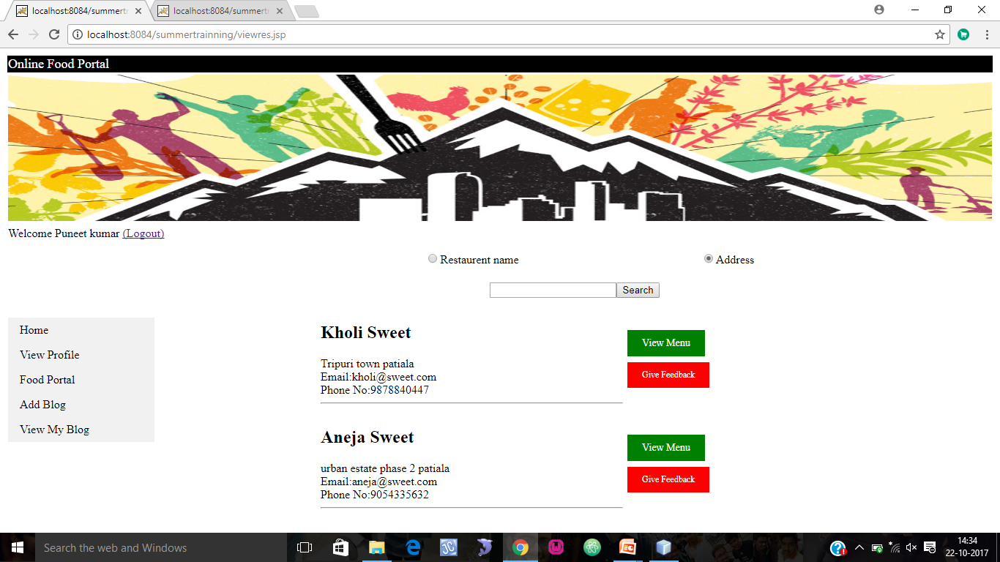 localhost:8084/summertr
localhost:8084/summertr
localhost:8084/summertrainning/viewres.jsp
Online Food Portal
Welcome Puneet kumar (Logout)
Restaurent name
Address
Search
Home
View Profile
Food Portal
Add Blog
View My Blog
Kholi Sweet
Tripuri town patiala
Email:kholi@sweet.com
Phone No:9878840447
View Menu
Give Feedback
Aneja Sweet
urban estate phase 2 patiala
Email:aneja@sweet.com
Phone No:9054335632
View Menu
Give Feedback
Search the web and Windows
JC
14:34
22-10-2017